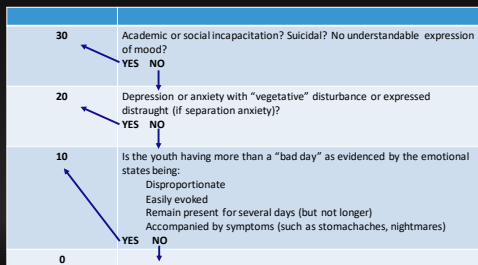 30
Academic or social incapacitation? Suicidal? No understandable expression
of mood?
YES NO
20
Depression or anxiety with “vegetative” disturbance or expressed
distraught (if separation anxiety)?
YES NO
10
Is the youth having more than a “bad day” as evidenced by the emotional
states being:
Disproportionate
Easily evoked
Remain present for several days (but not longer)
Accompanied by symptoms (such as stomachaches, nightmares)
YES NO
0